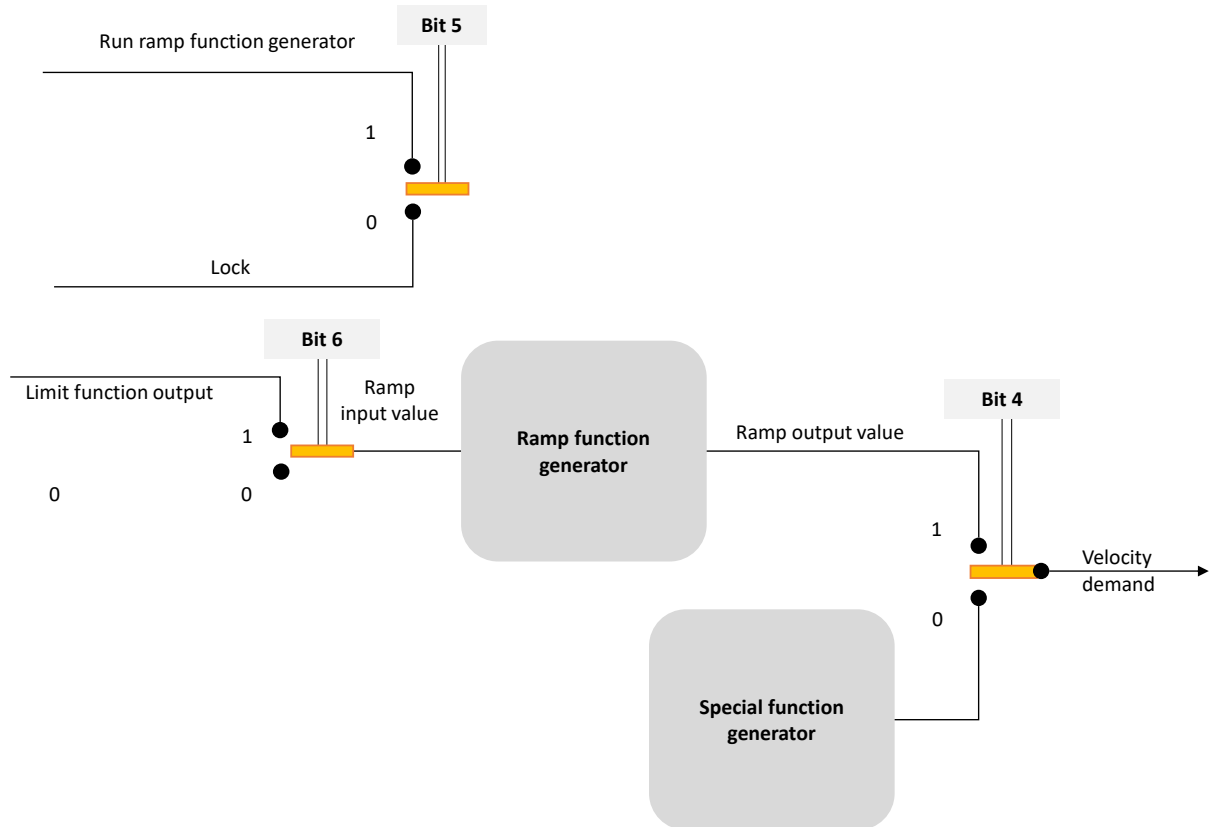 Bit 5
Run ramp function generator
1
0
Lock
Bit 6
Limit function output
1
0
0
Ramp
input value
Ramp function
generator
Ramp output value
Bit 4
1
0
Velocity
demand
Special function
generator